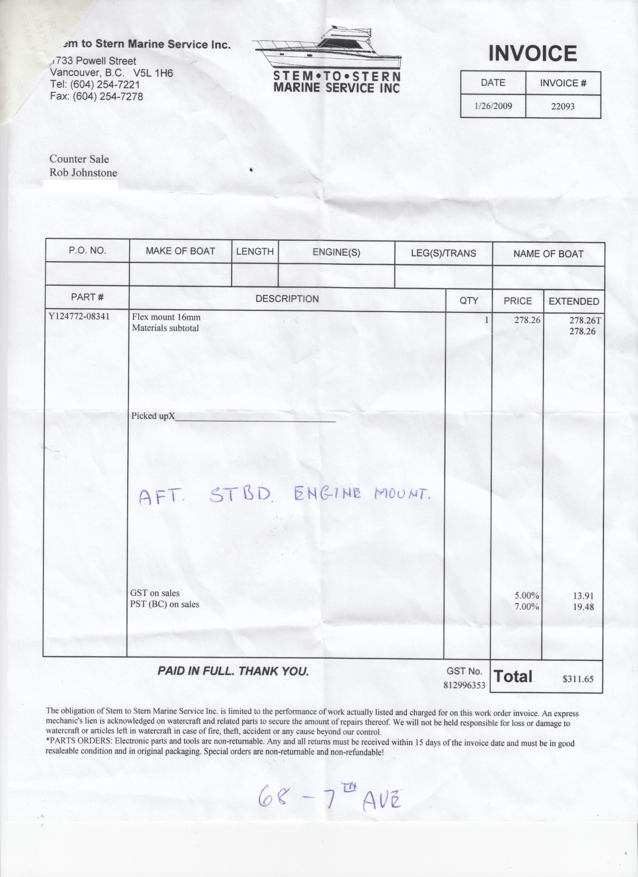 em to Stern Marine Service Inc.
1733 Powell Street
Vancouver, B.C. V5L 1H6
Tel: (604) 254-7221
Fax: (604) 254-7278
STEM•TO•STERN
MARINE SERVICE INC
INVOICE
DATE INVOICE #
1/26/2009 22093
Counter Sale
Rob Johnstone
P.O. NO. MAKE OF BOAT LENGTH ENGINE(S) LEG(S)/TRANS NAME OF BOAT
PART # DESCRIPTION QTY PRICE EXTENDED
Y124772-08341 Flex mount 16mm 1 278.26 278.26T
Materials subtotal 278.26
Picked upX
AFT. STBD. ENGINE MOUNT.
GST on sales 5.00% 13.91
PST (BC) on sales 7.00% 19.48
PAID IN FULL. THANK YOU.
GST No.
812996353
Total $311.65
The obligation of Stem to Stern Marine Service Inc. is limited to the performance of work actually listed and charged for on this work order invoice. An express
mechanic's lien is acknowledged on watercraft and related parts to secure the amount of repairs thereof. We will not be held responsible for loss or damage to
watercraft or articles left in watercraft in case of fire, theft, accident or any cause beyond our control.
*PARTS ORDERS: Electronic parts and tools are non-returnable. Any and all returns must be received within 15 days of the invoice date and must be in good
resaleable condition and in original packaging. Special orders are non-returnable and non-refundable!
68 - 7TH AVE